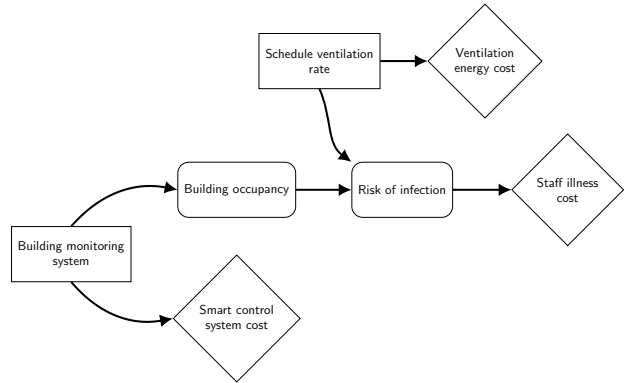 Schedule ventilation
rate
Ventilation
energy cost
Building occupancy
Risk of infection
Staff illness
cost
Building monitoring
system
Smart control
system cost